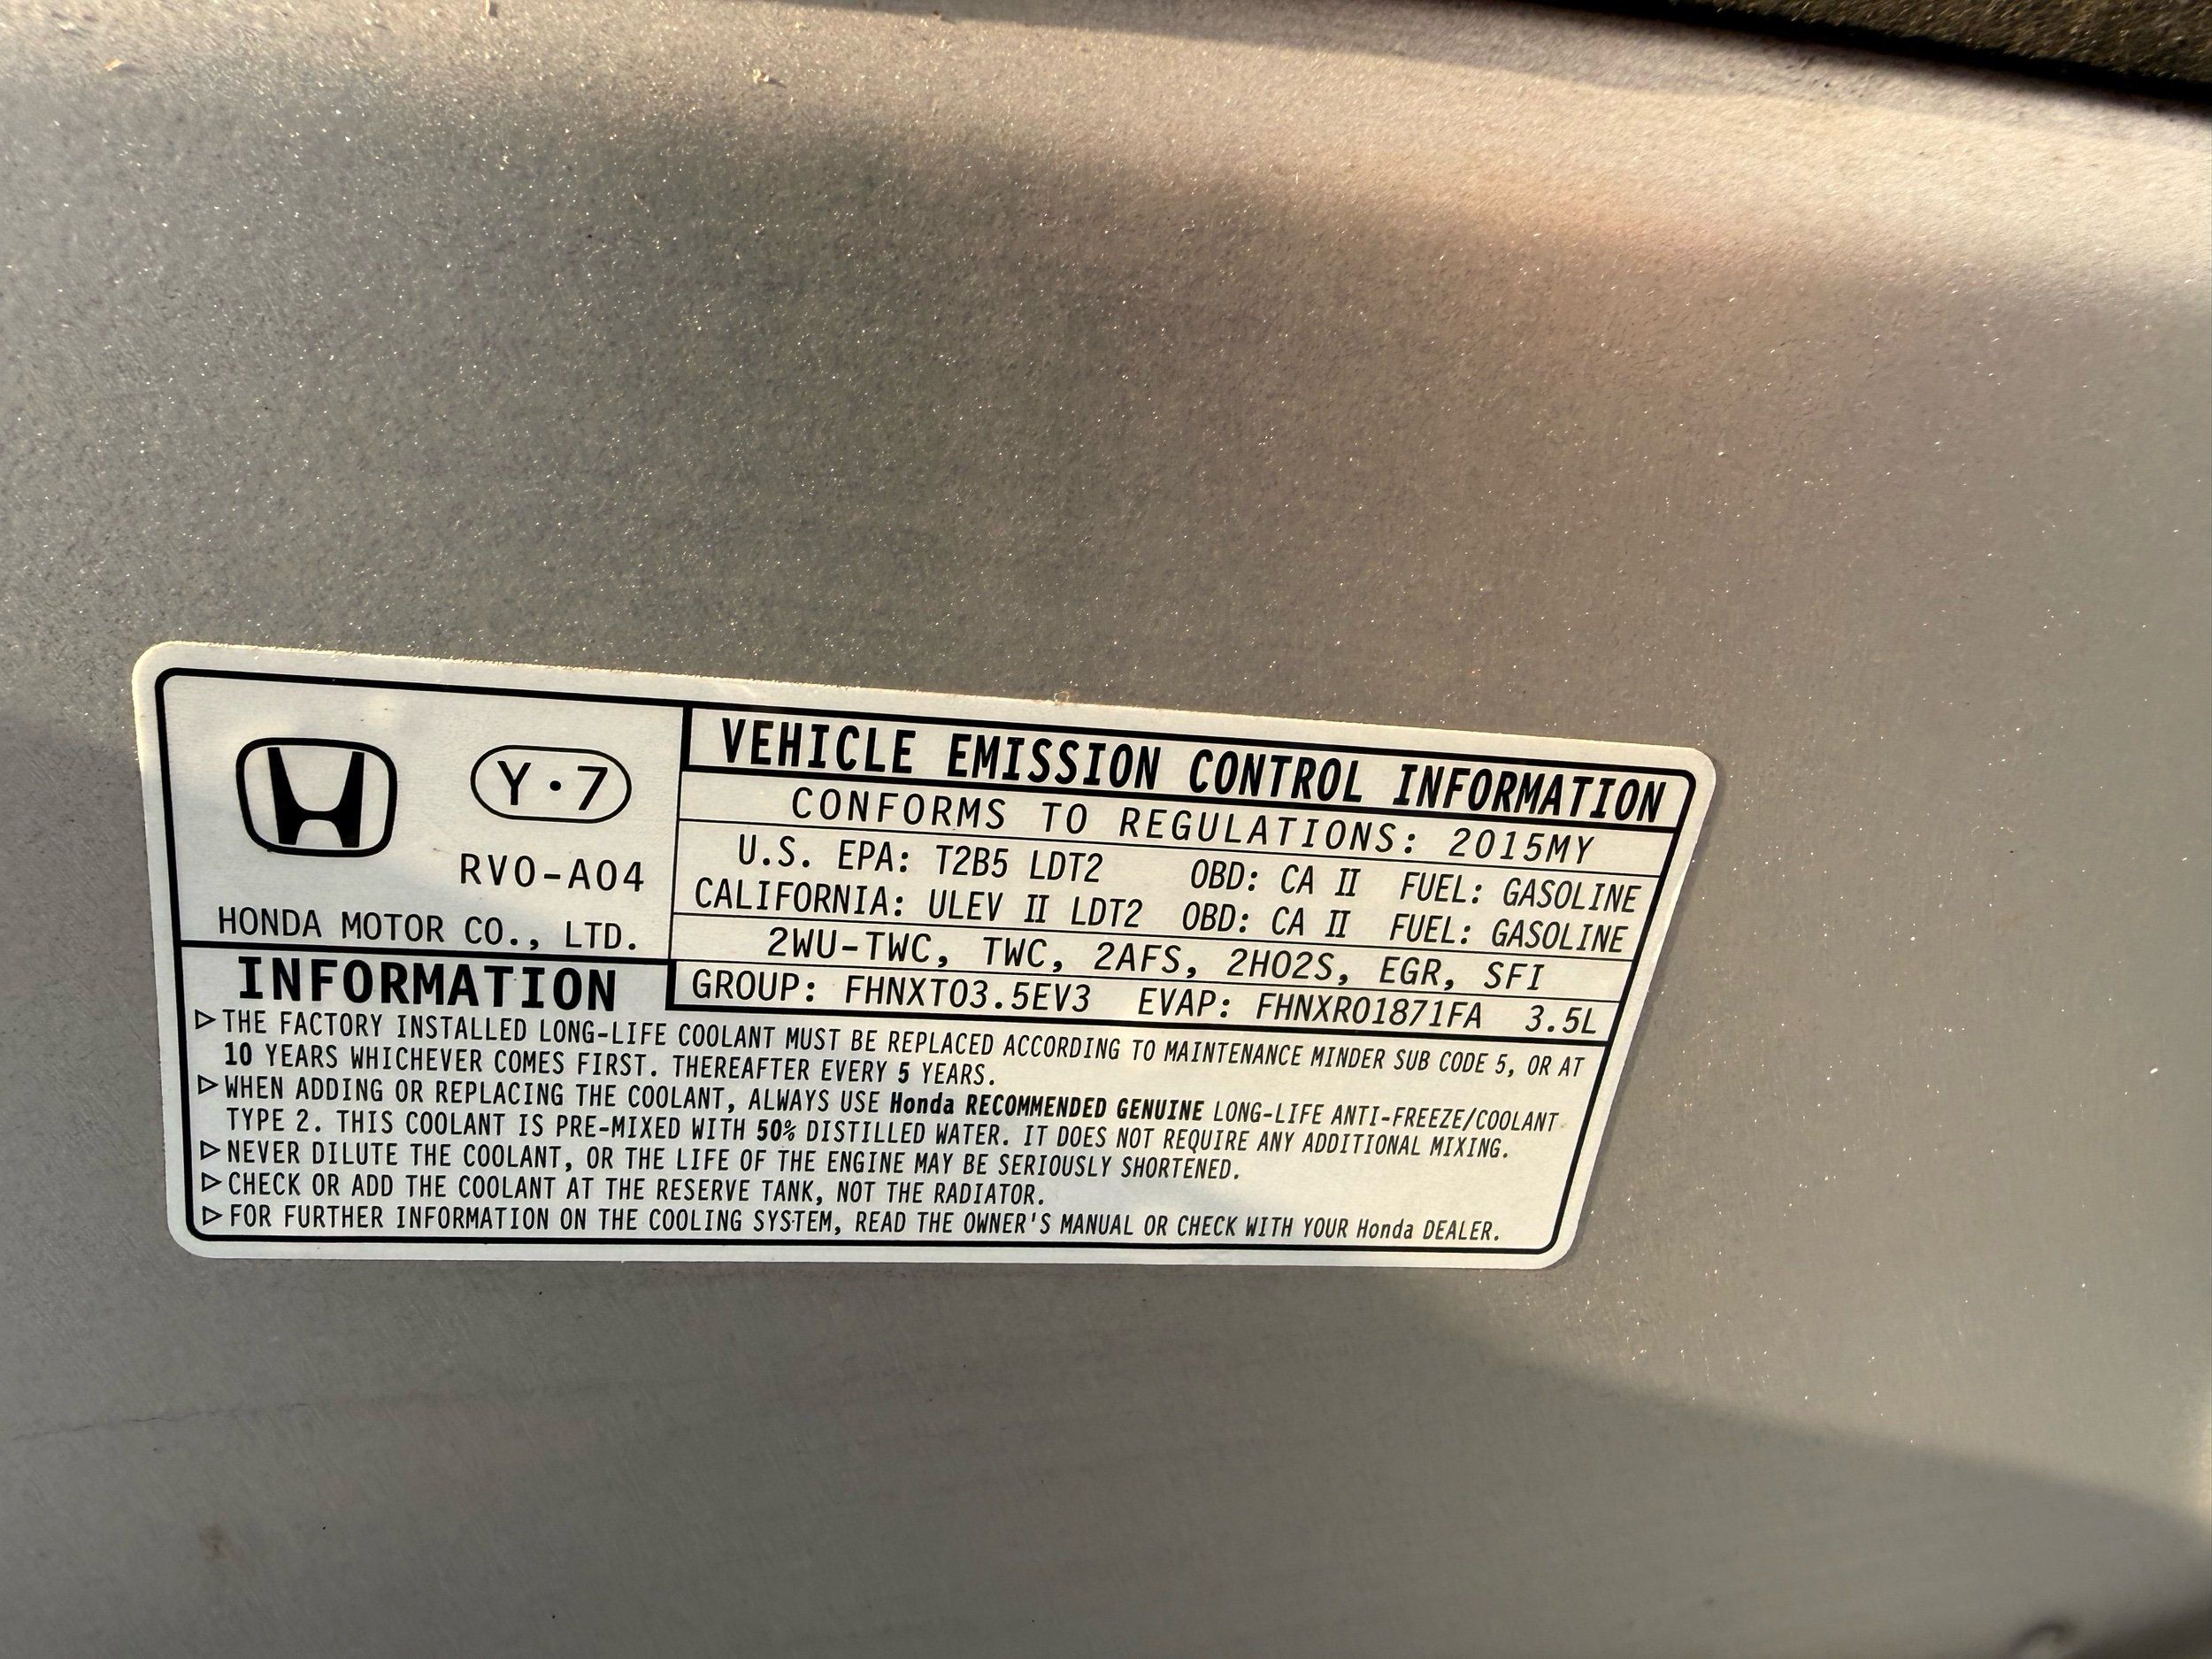 Y·7
RV0-A04
HONDA MOTOR CO., LTD.
VEHICLE EMISSION CONTROL INFORMATION
CONFORMS TO REGULATIONS: 2015MY
U.S. EPA: T2B5 LDT2 OBD: CA II FUEL: GASOLINE
CALIFORNIA: ULEV II LDT2 OBD: CA II FUEL: GASOLINE
2WU-TWC, TWC, 2AFS, 2HO2S, EGR, SFI
GROUP: FHNXT03.5EV3 EVAP: FHNXR01871FA 3.5L
INFORMATION
▷THE FACTORY INSTALLED LONG-LIFE COOLANT MUST BE REPLACED ACCORDING TO MAINTENANCE MINDER SUB CODE 5, OR AT
10 YEARS WHICHEVER COMES FIRST. THEREAFTER EVERY 5 YEARS.
▷WHEN ADDING OR REPLACING THE COOLANT, ALWAYS USE Honda RECOMMENDED GENUINE LONG-LIFE ANTI-FREEZE/COOLANT
TYPE 2. THIS COOLANT IS PRE-MIXED WITH 50% DISTILLED WATER. IT DOES NOT REQUIRE ANY ADDITIONAL MIXING.
▷NEVER DILUTE THE COOLANT, OR THE LIFE OF THE ENGINE MAY BE SERIOUSLY SHORTENED.
▷CHECK OR ADD THE COOLANT AT THE RESERVE TANK, NOT THE RADIATOR.
▷FOR FURTHER INFORMATION ON THE COOLING SYSTEM, READ THE OWNER'S MANUAL OR CHECK WITH YOUR Honda DEALER.